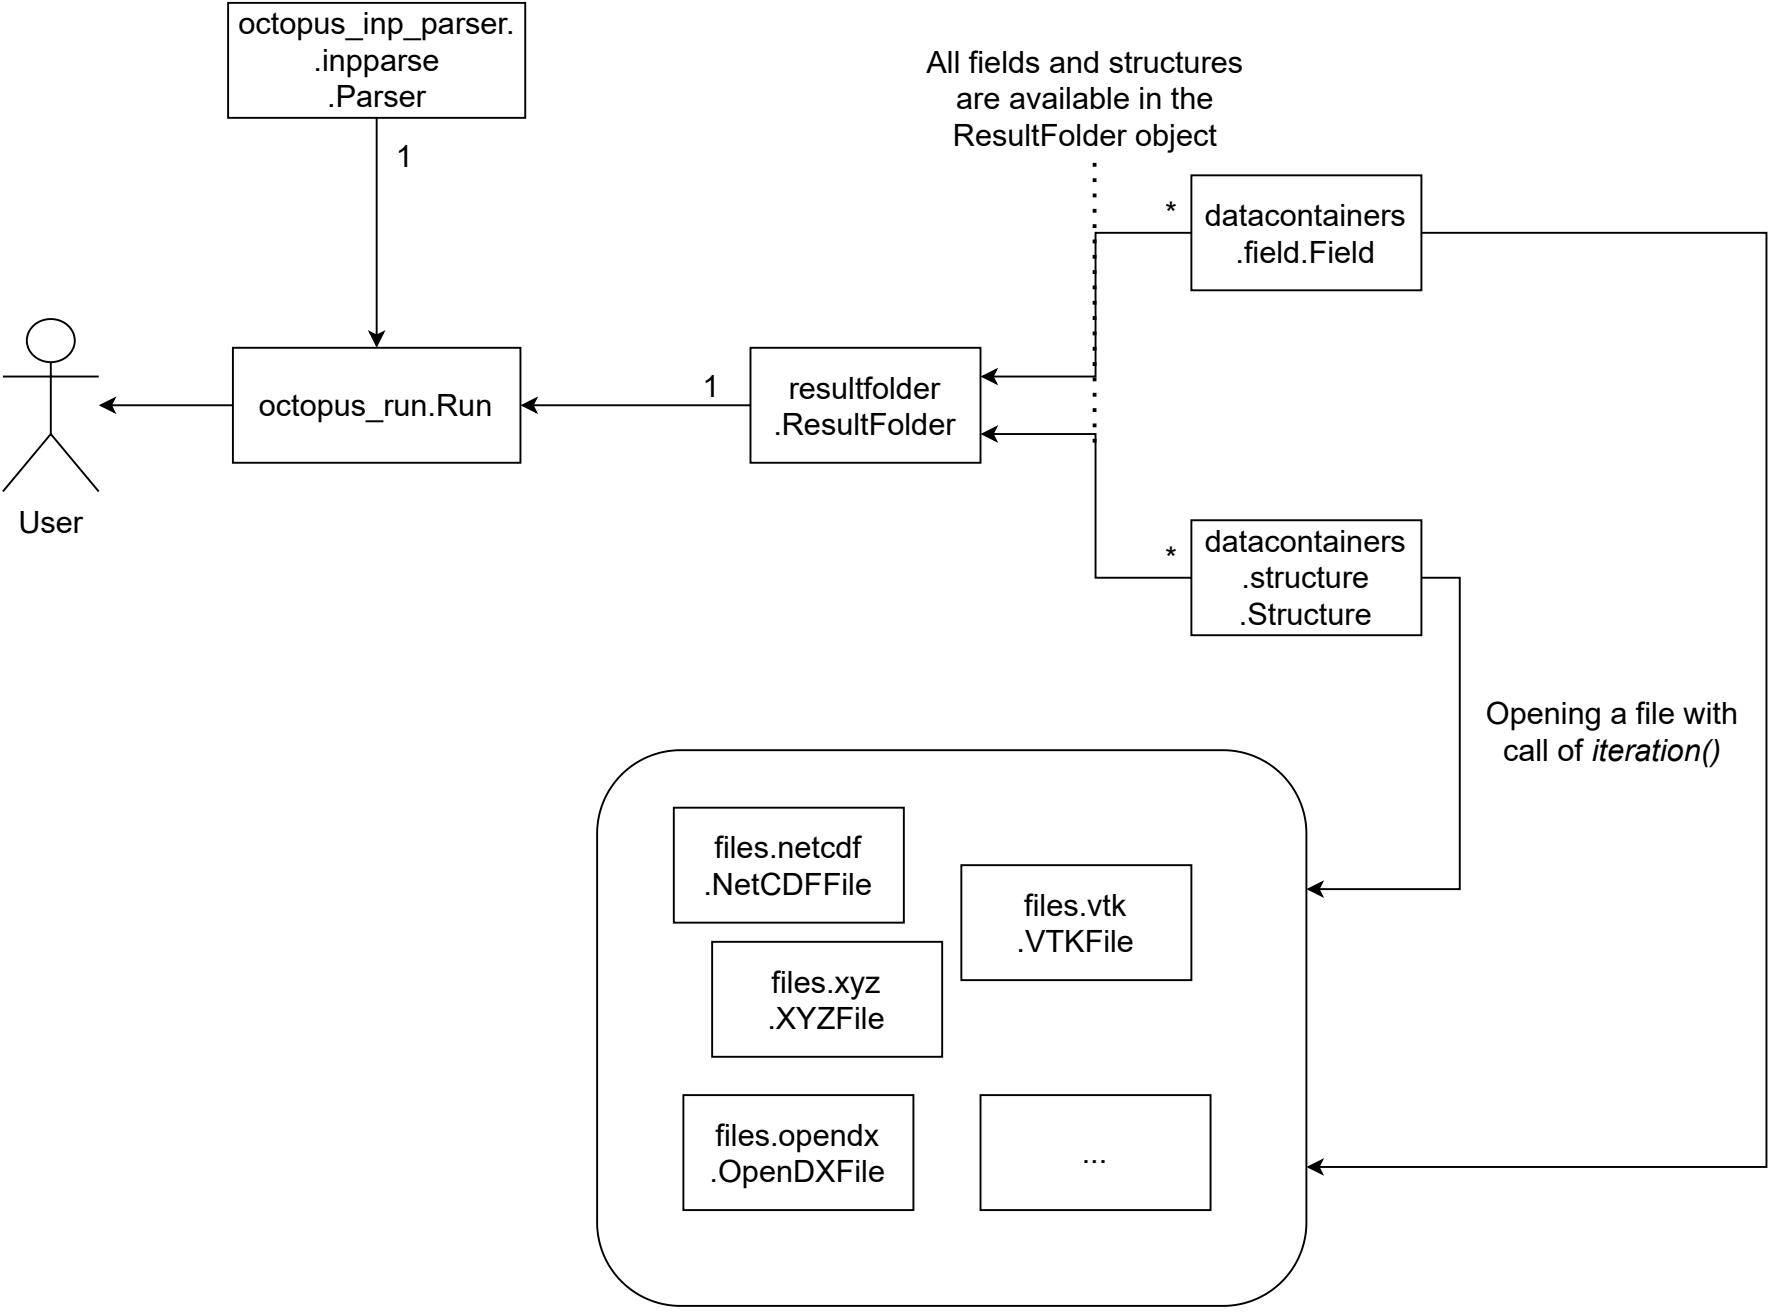 octopus_inp_parser.
.inpparse
.Parser
1
All fields and structures
are available in the
ResultFolder object
*
datacontainers
.field.Field
octopus_run.Run
1
resultfolder
.ResultFolder
User
*
datacontainers
.structure
.Structure
Opening a file with
call of iteration()
files.netcdf
.NetCDFFile
files.vtk
.VTKFile
files.xyz
.XYZFile
files.opendx
.OpenDXFile
...